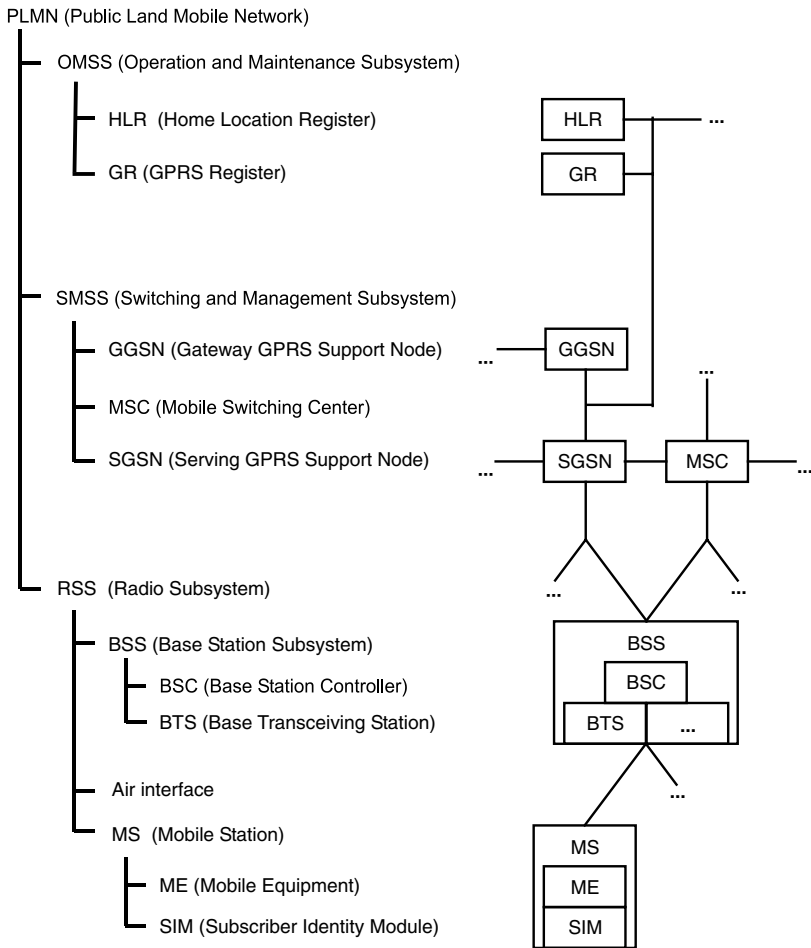 PLMN (Public Land Mobile Network)
OMSS (Operation and Maintenance Subsystem)
HLR (Home Location Register)
HLR
...
GR (GPRS Register)
GR
SMSS (Switching and Management Subsystem)
GGSN (Gateway GPRS Support Node)
...
GGSN
...
MSC (Mobile Switching Center)
SGSN (Serving GPRS Support Node)
...
SGSN
MSC
...
RSS (Radio Subsystem)
...
...
BSS (Base Station Subsystem)
BSS
BSC (Base Station Controller)
BSC
BTS (Base Transceiving Station)
BTS
...
Air interface
...
MS (Mobile Station)
MS
ME (Mobile Equipment)
ME
SIM (Subscriber Identity Module)
SIM